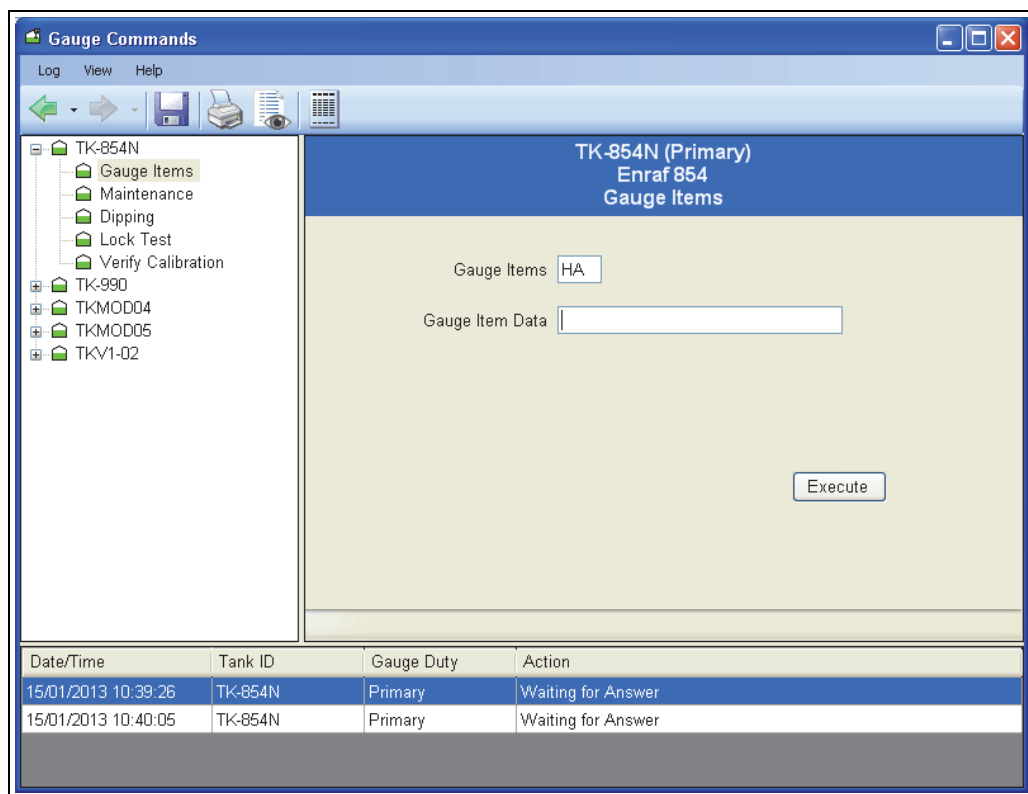 Gauge Commands
Log View Help
TK-854N
Gauge Items
Maintenance
Dipping
Lock Test
Verify Calibration
TK-990
TKMOD04
TKMOD05
TKV1-02
TK-854N (Primary)
Enraf 854
Gauge Items
Gauge Items HA
Gauge Item Data
Execute
Date/Time Tank ID Gauge Duty Action
15/01/2013 10:39:26 TK-854N Primary Waiting for Answer
15/01/2013 10:40:05 TK-854N Primary Waiting for Answer